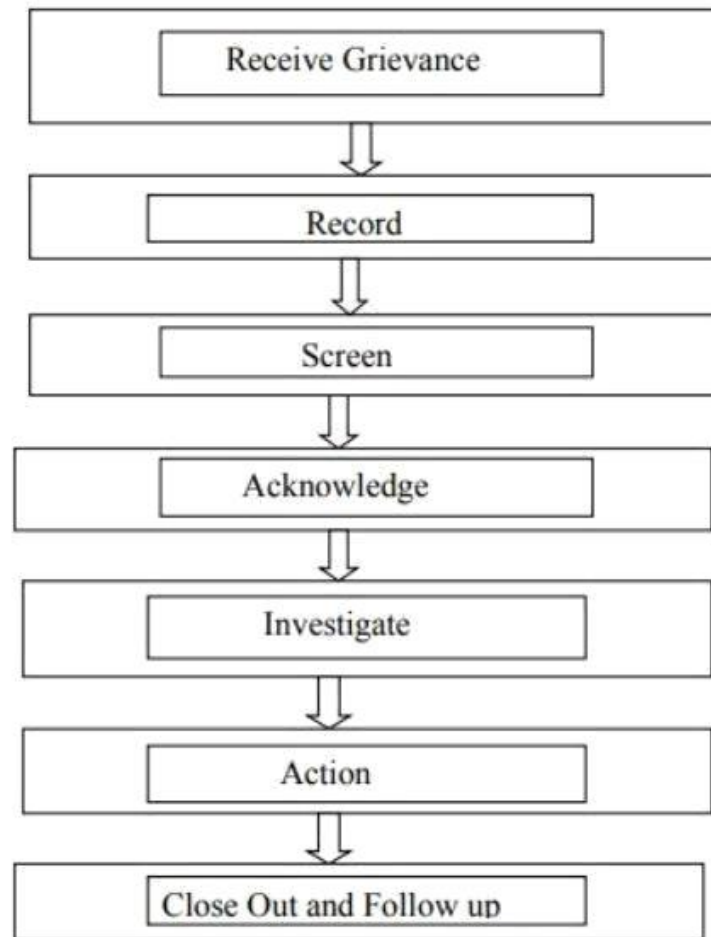 Receive Grievance
Record
Screen
Acknowledge
Investigate
Action
Close Out and Follow up